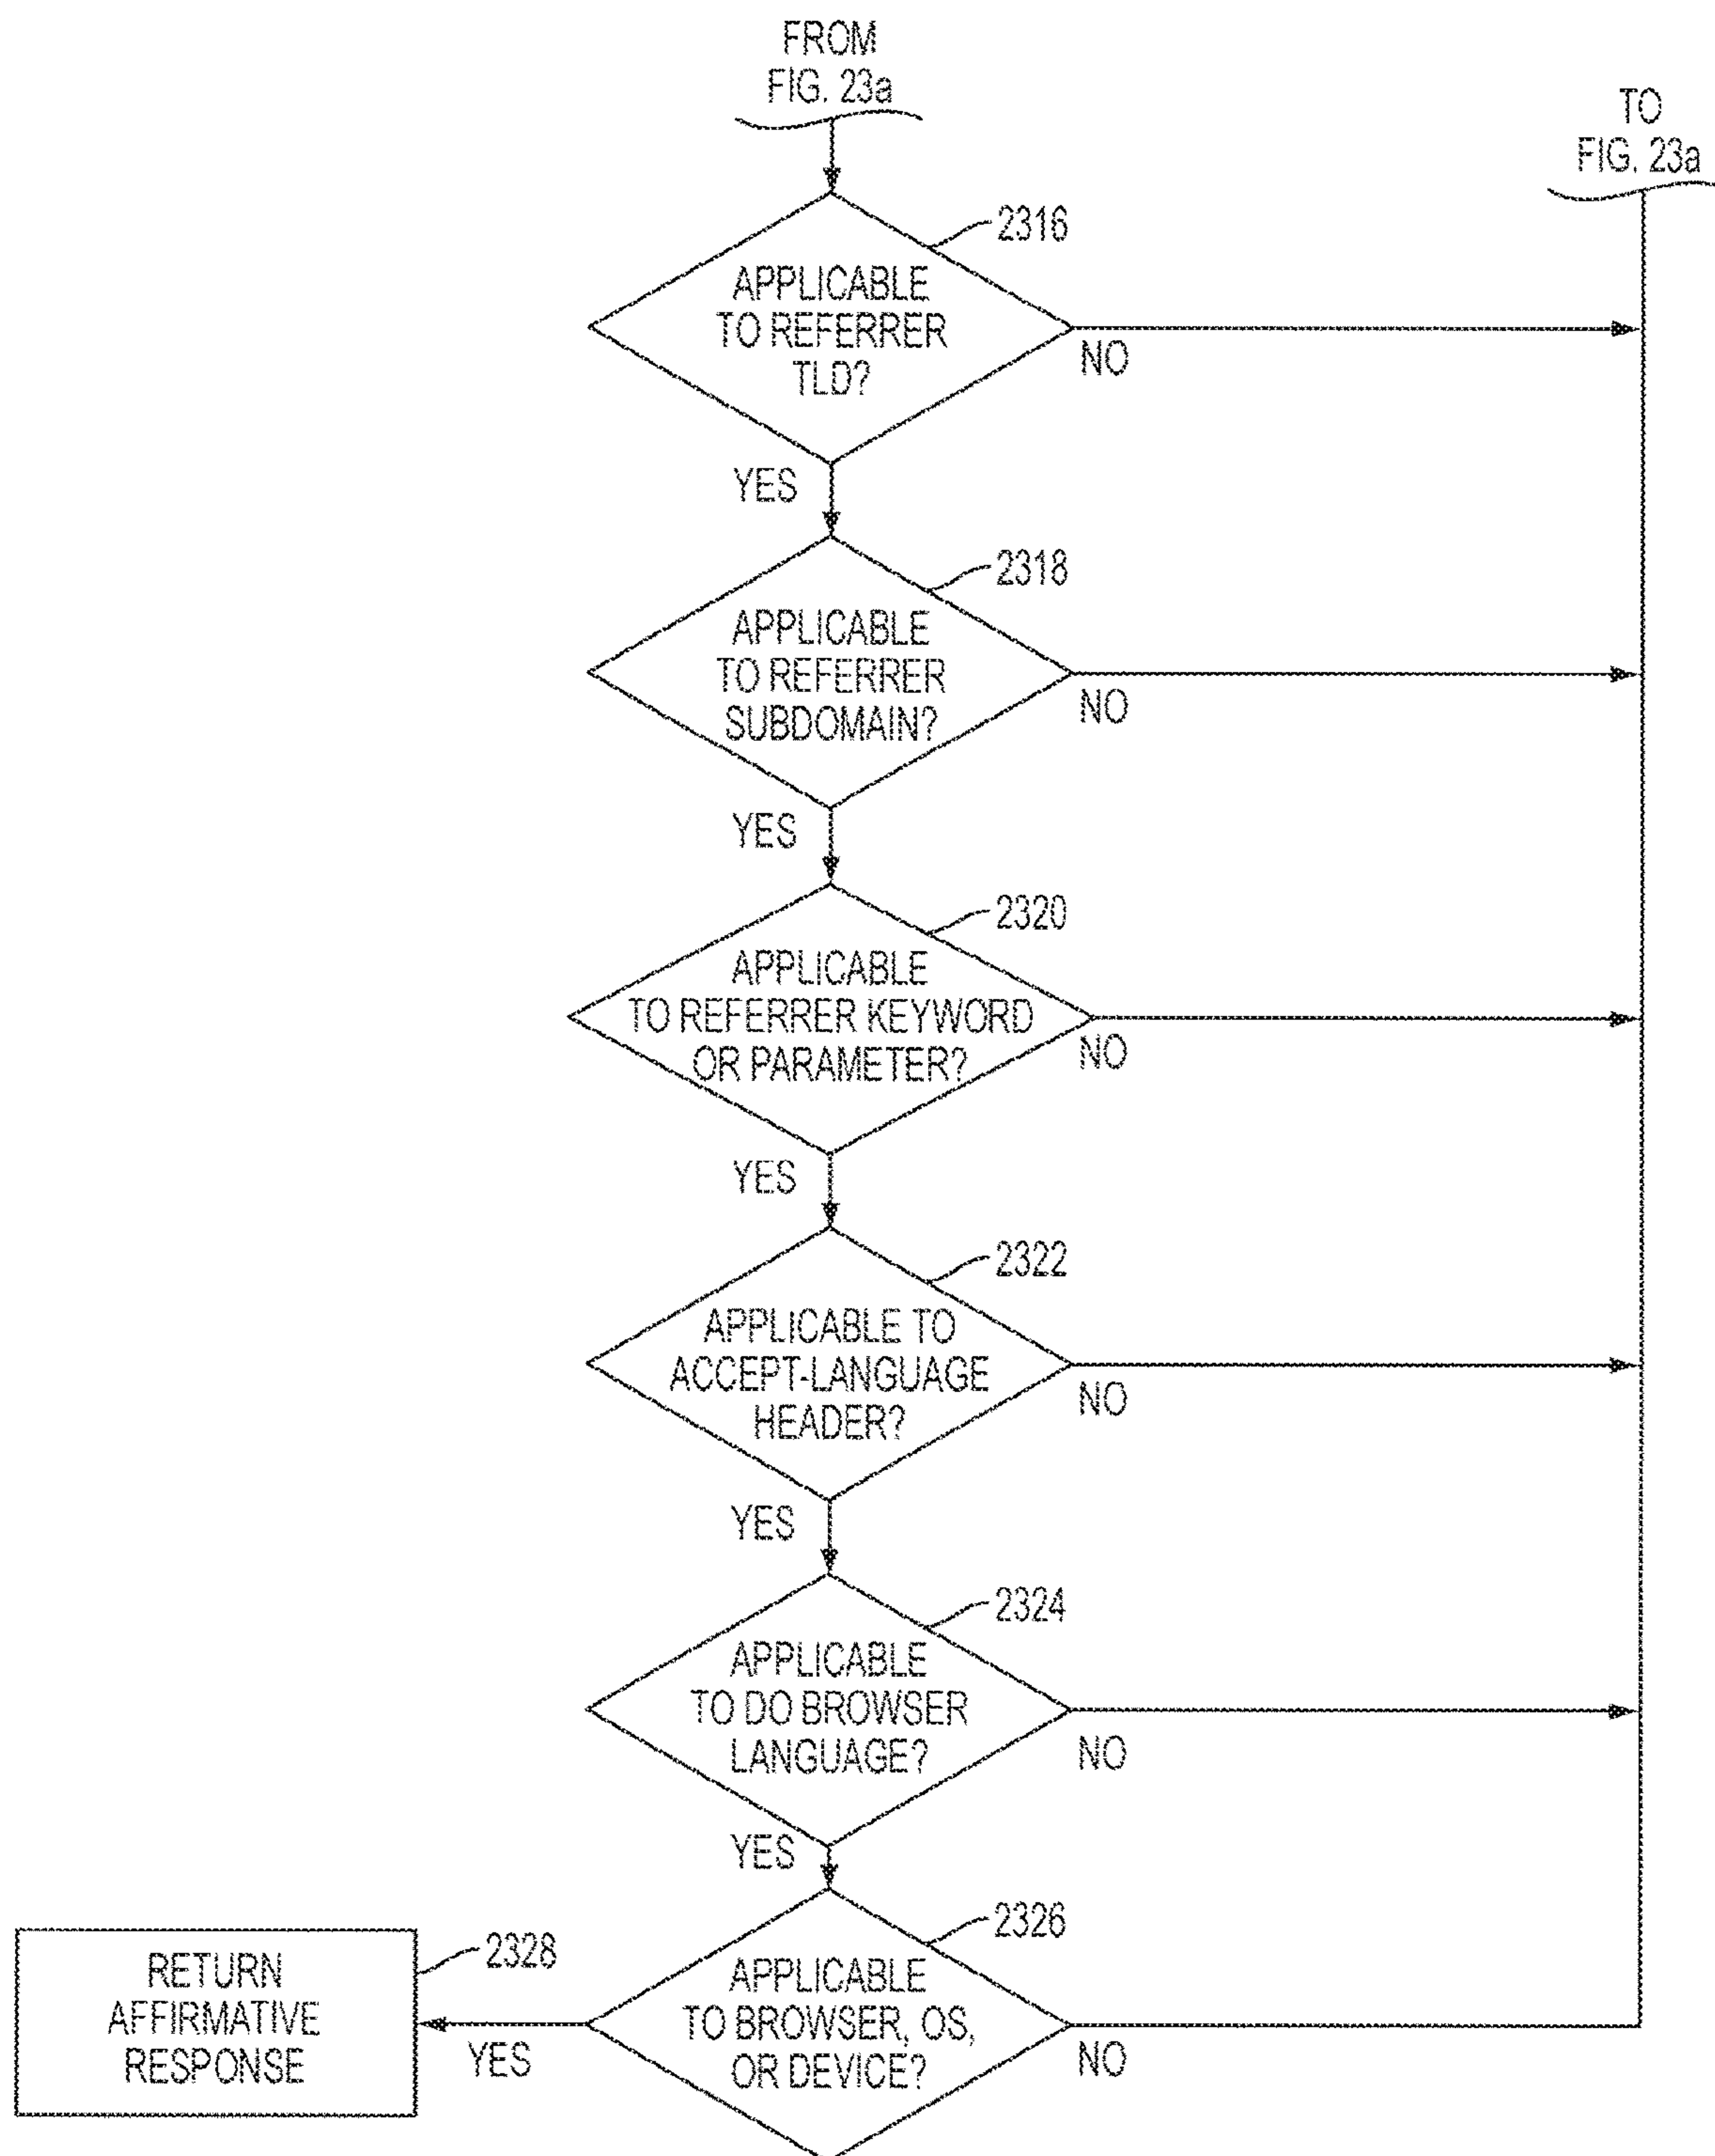 FROM
FIG. 23a
TO
FIG. 23a
2316
APPLICABLE
TO REFERRER
TLD?
NO
YES
2318
APPLICABLE
TO REFERRER
SUBDOMAIN?
NO
YES
2320
APPLICABLE
TO REFERRER KEYWORD
OR PARAMETER?
NO
YES
2322
APPLICABLE TO
ACCEPT-LANGUAGE
HEADER?
NO
YES
2324
APPLICABLE
TO DO BROWSER
LANGUAGE?
NO
YES
2326
APPLICABLE
TO BROWSER, OS,
OR DEVICE?
NO
YES
2328
RETURN
AFFIRMATIVE
RESPONSE